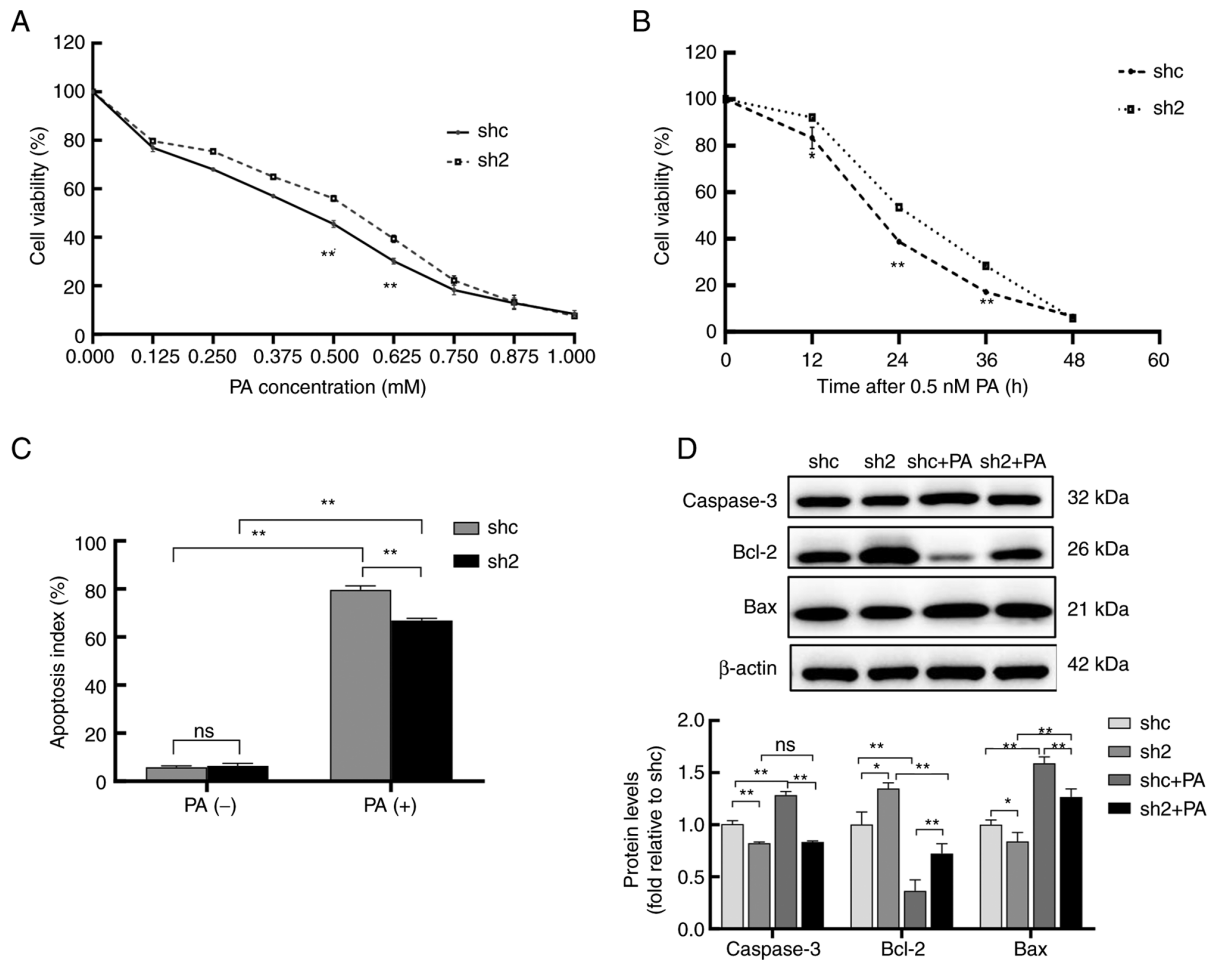 A
120
100
80
60
40
20
0
Cell viability (%)
shc
sh2
**
**
0.000 0.125 0.250 0.375 0.500 0.625 0.750 0.875 1.000
PA concentration (mM)
B
120
100
80
60
40
20
0
Cell viability (%)
shc
sh2
*
**
**
0 12 24 36 48 60
Time after 0.5 nM PA (h)
C
**
**
**
shc
sh2
100
80
60
40
20
0
Apoptosis index (%)
ns
PA (−) PA (+)
D
shc sh2 shc+PA sh2+PA
Caspase-3 32 kDa
Bcl-2 26 kDa
Bax 21 kDa
β-actin 42 kDa
2.0
1.5
1.0
0.5
0.0
Protein levels
(fold relative to shc)
ns
** ** **
** * ** **
** ** ** *
shc
sh2
shc+PA
sh2+PA
Caspase-3 Bcl-2 Bax